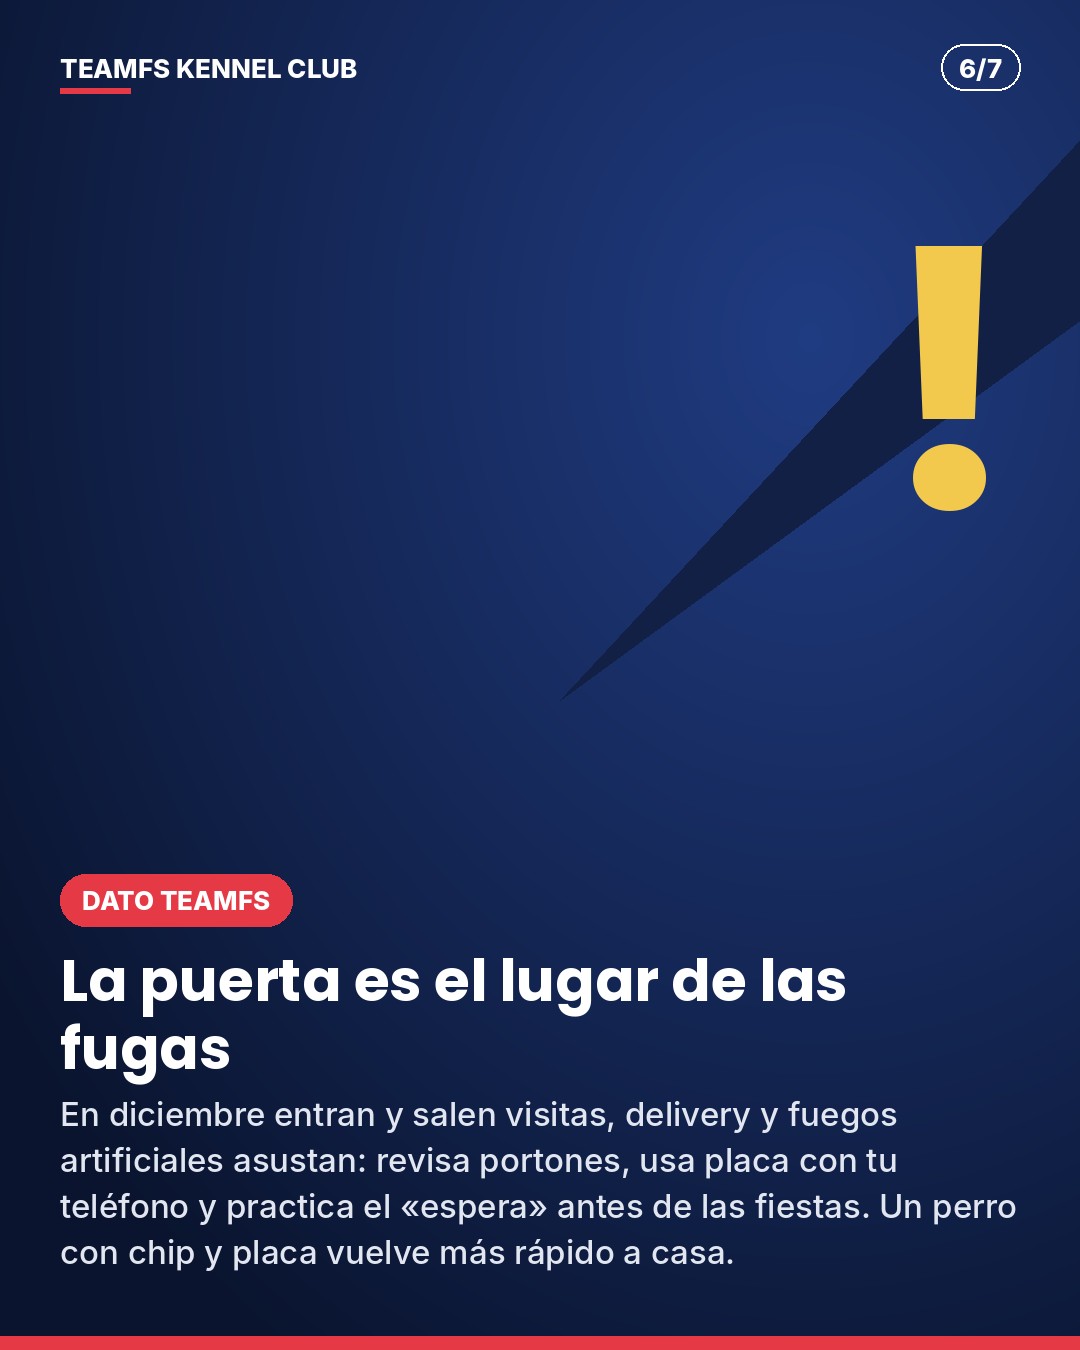 TEAMFS KENNEL CLUB
6/7
!
DATO TEAMFS
La puerta es el lugar de las
fugas
En diciembre entran y salen visitas, delivery y fuegos
artificiales asustan: revisa portones, usa placa con tu
teléfono y practica el «espera» antes de las fiestas. Un perro
con chip y placa vuelve más rápido a casa.